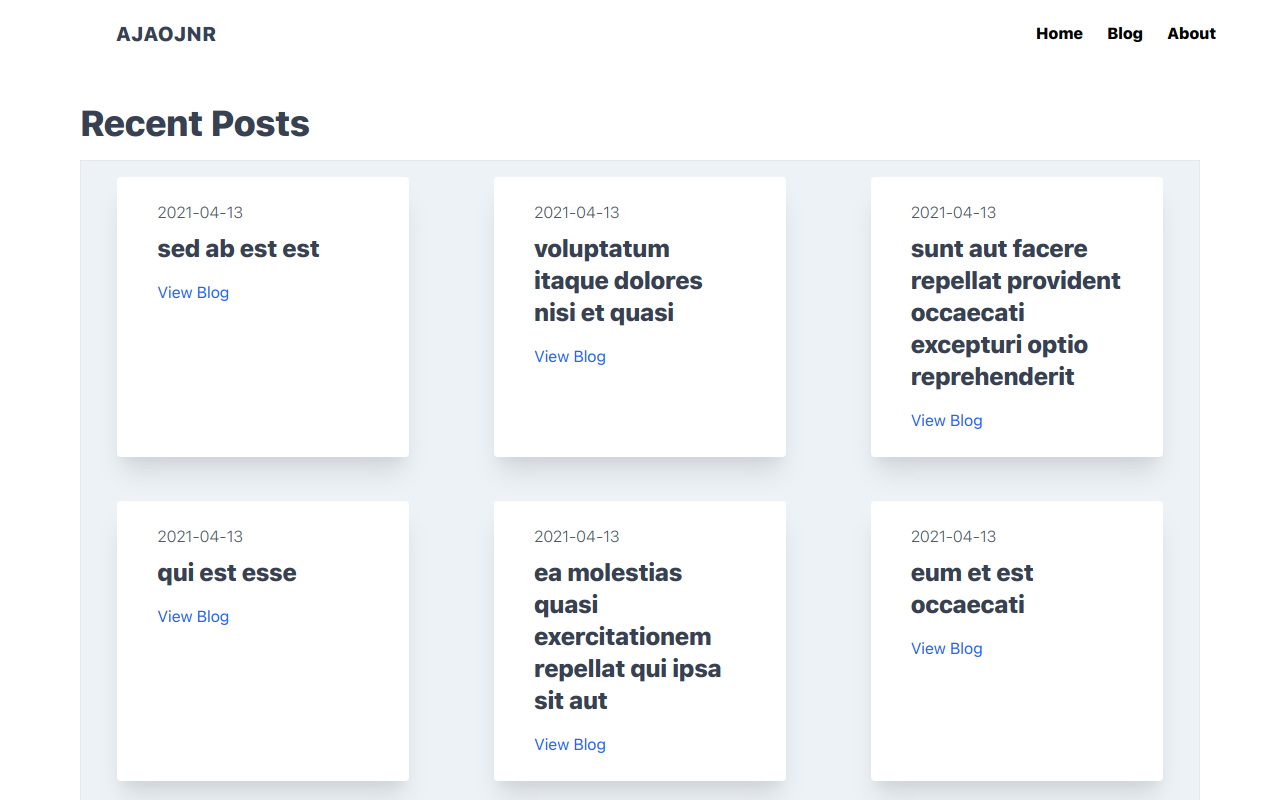 AJAOJNR
Home Blog About
Recent Posts
2021-04-13
sed ab est est
View Blog
2021-04-13
voluptatum
itaque dolores
nisi et quasi
View Blog
2021-04-13
sunt aut facere
repellat provident
occaecati
excepturi optio
reprehenderit
View Blog
2021-04-13
qui est esse
View Blog
2021-04-13
ea molestias
quasi
exercitationem
repellat qui ipsa
sit aut
View Blog
2021-04-13
eum et est
occaecati
View Blog